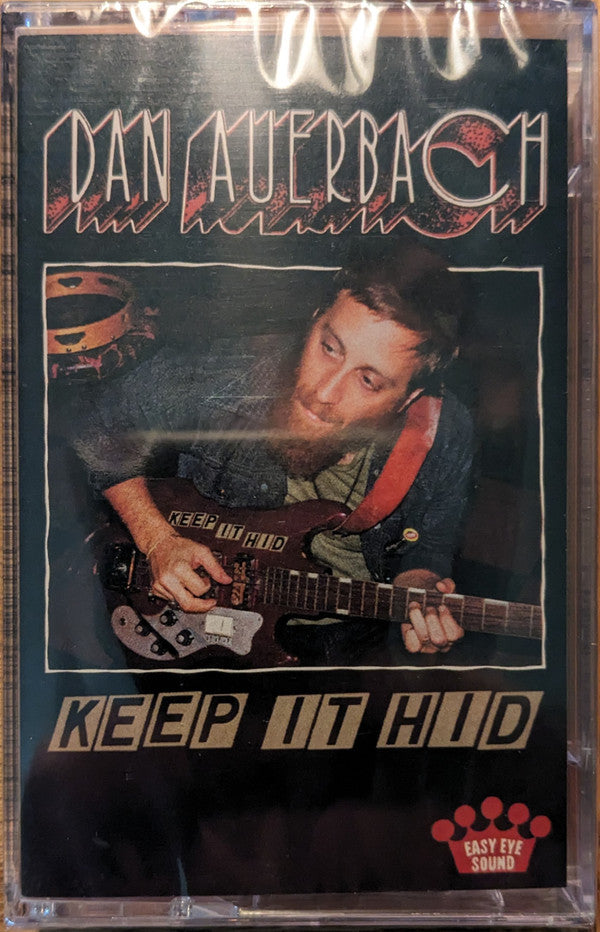 DAN AUERBACH
KEEP IT HID
KEEP IT HID
EASY EYE
SOUND